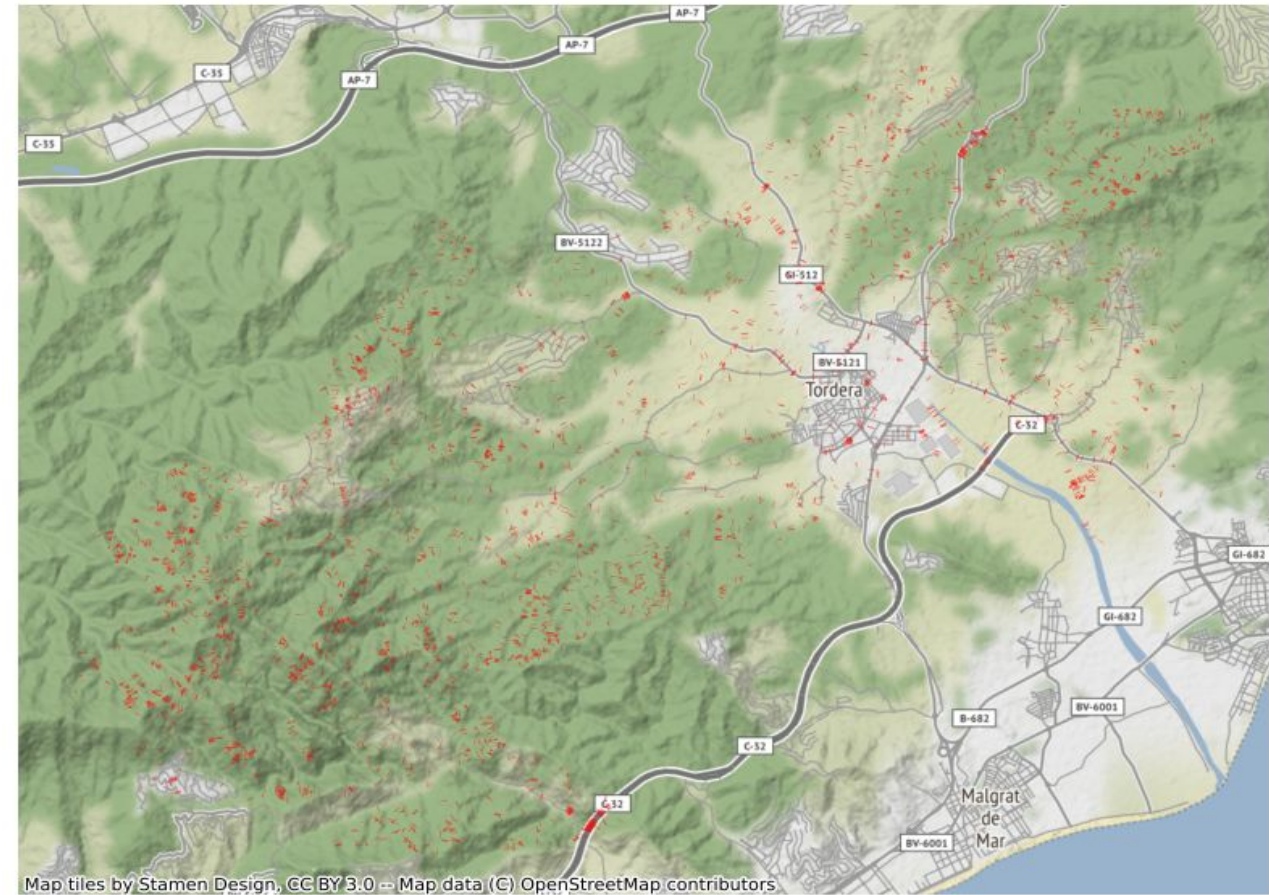 AP-7
AP-7
C-35
AP-7
C-35
BV-5122
GI-512
BV-5121
Tordera
C-32
GI-682
GI-682
BV-6001
B-682
C-32
C-32
Malgrat
de
Mar
BV-6001
Map tiles by Stamen Design, CC BY 3.0 -- Map data (C) OpenStreetMap contributors